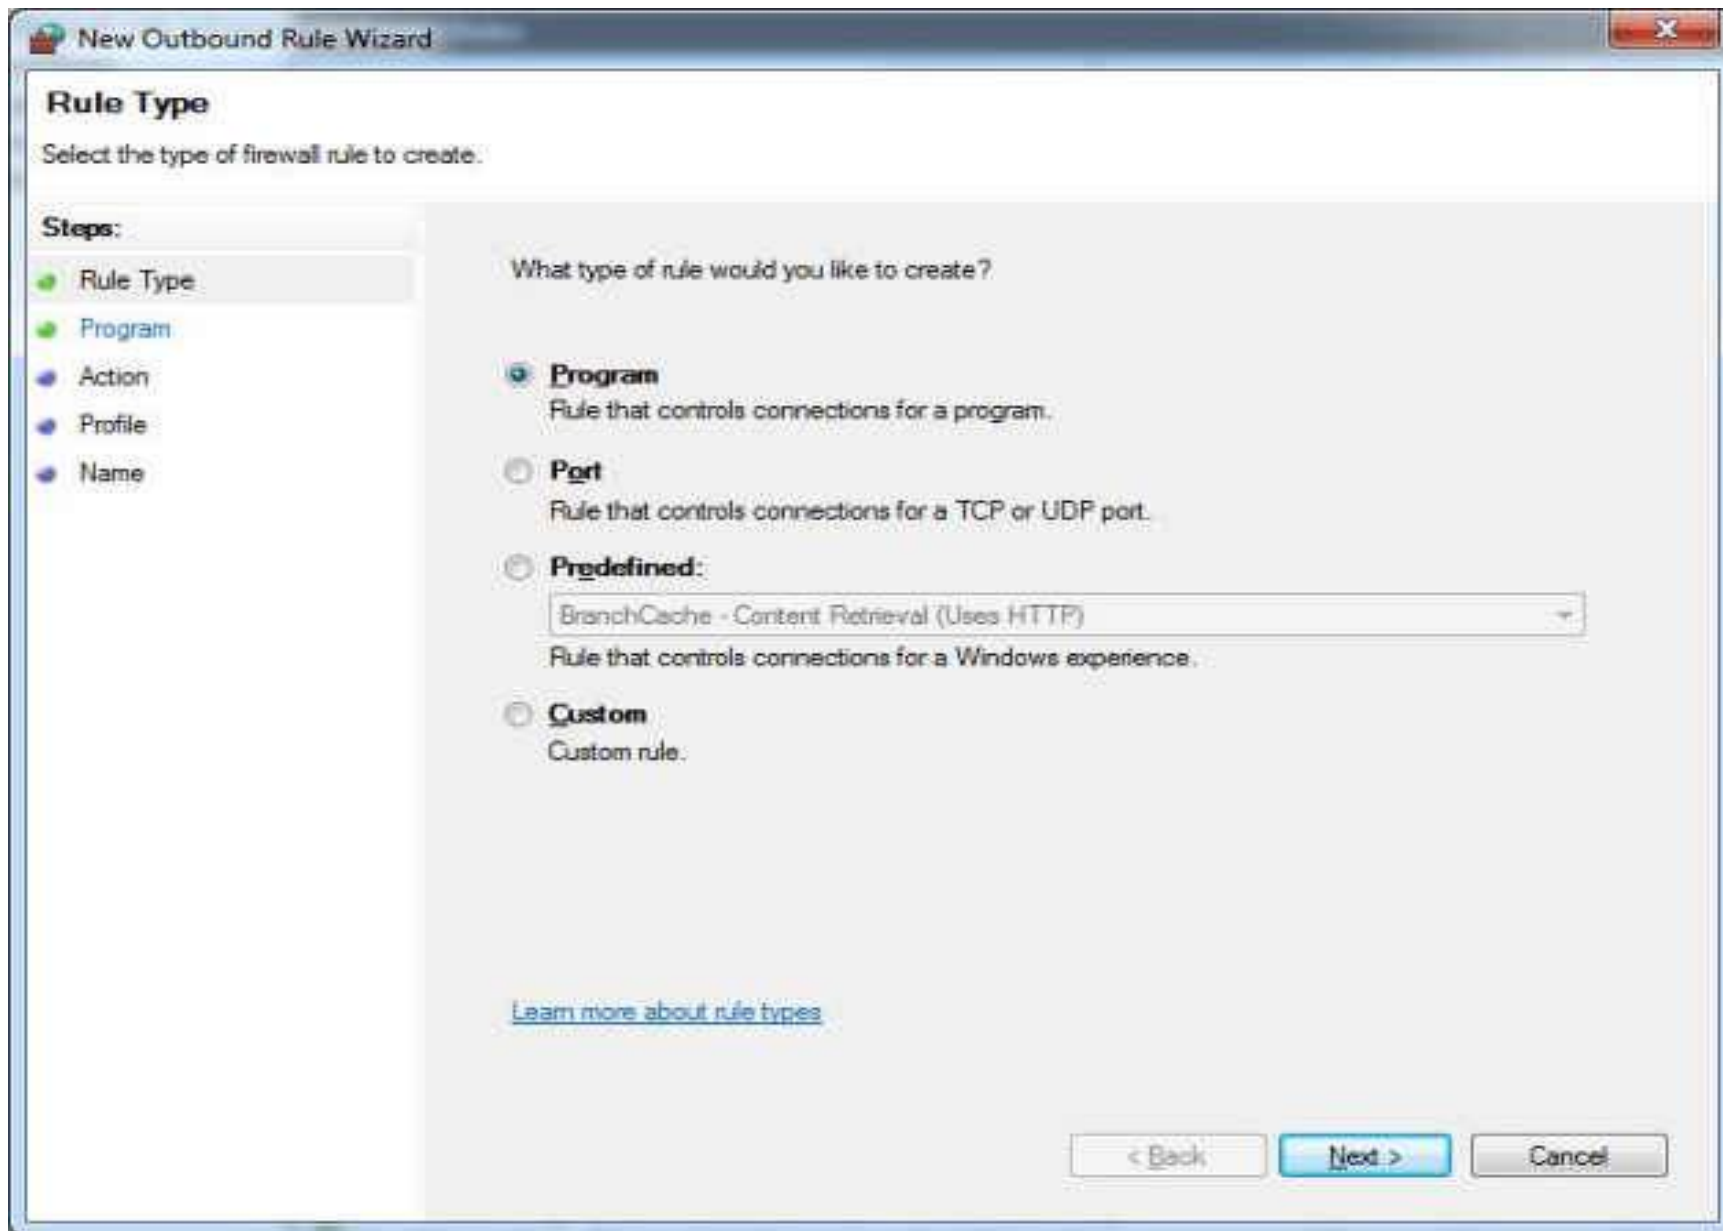 New Outbound Rule Wizard
Rule Type
Select the type of firewall rule to create.
Steps:
Rule Type
Program
Action
Profile
Name
What type of rule would you like to create?
Program
Rule that controls connections for a program.
Port
Rule that controls connections for a TCP or UDP port.
Predefined:
BranchCache - Content Retrieval (Uses HTTP)
Rule that controls connections for a Windows experience.
Custom
Custom rule.
Learn more about rule types
< Back
Next >
Cancel